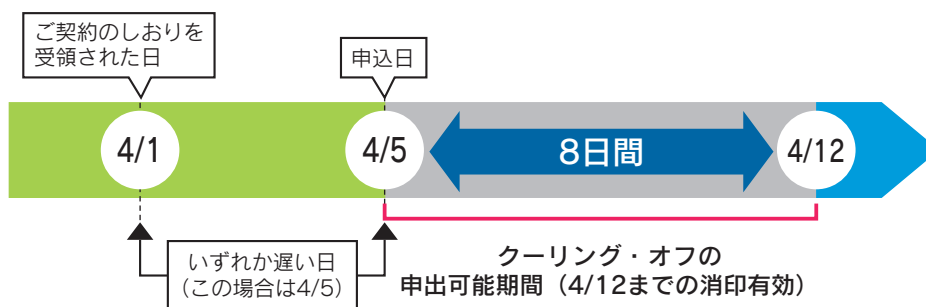 ご契約のしおりを
受領された日
申込日
4/1
4/5
8日間
4/12
いずれか遅い日
(この場合は4/5)
クーリング・オフの
申出可能期間(4/12までの消印有効)